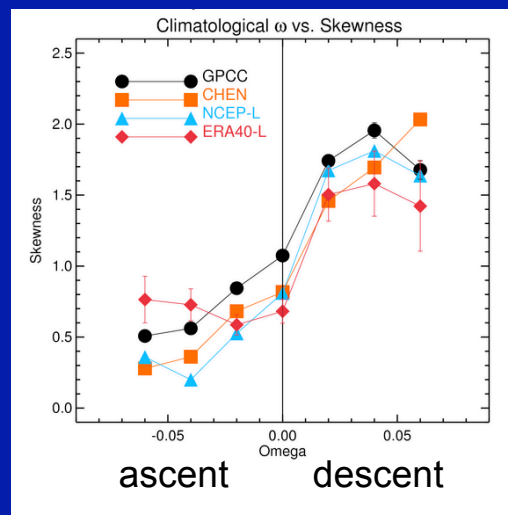 Climatological ω vs. Skewness
2.5
2.0
1.5
1.0
0.5
0.0
Skewness
GPCC
CHEN
NCEP-L
ERA40-L
-0.05
0.00
0.05
Omega
ascent
descent